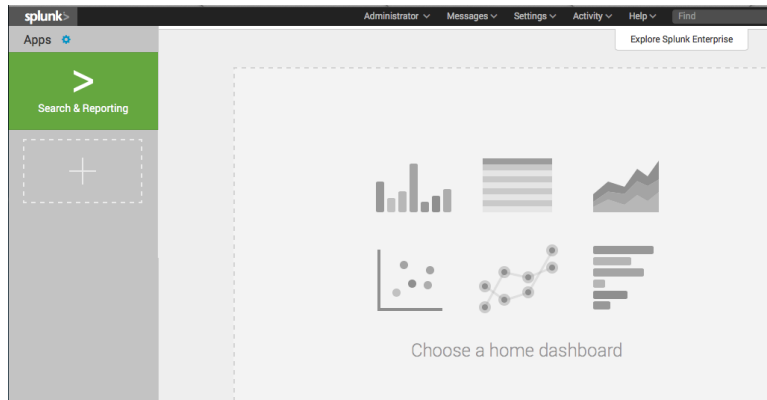 splunk> Administrator Messages Settings Activity Help Find
Apps
Explore Splunk Enterprise
Search & Reporting
Choose a home dashboard